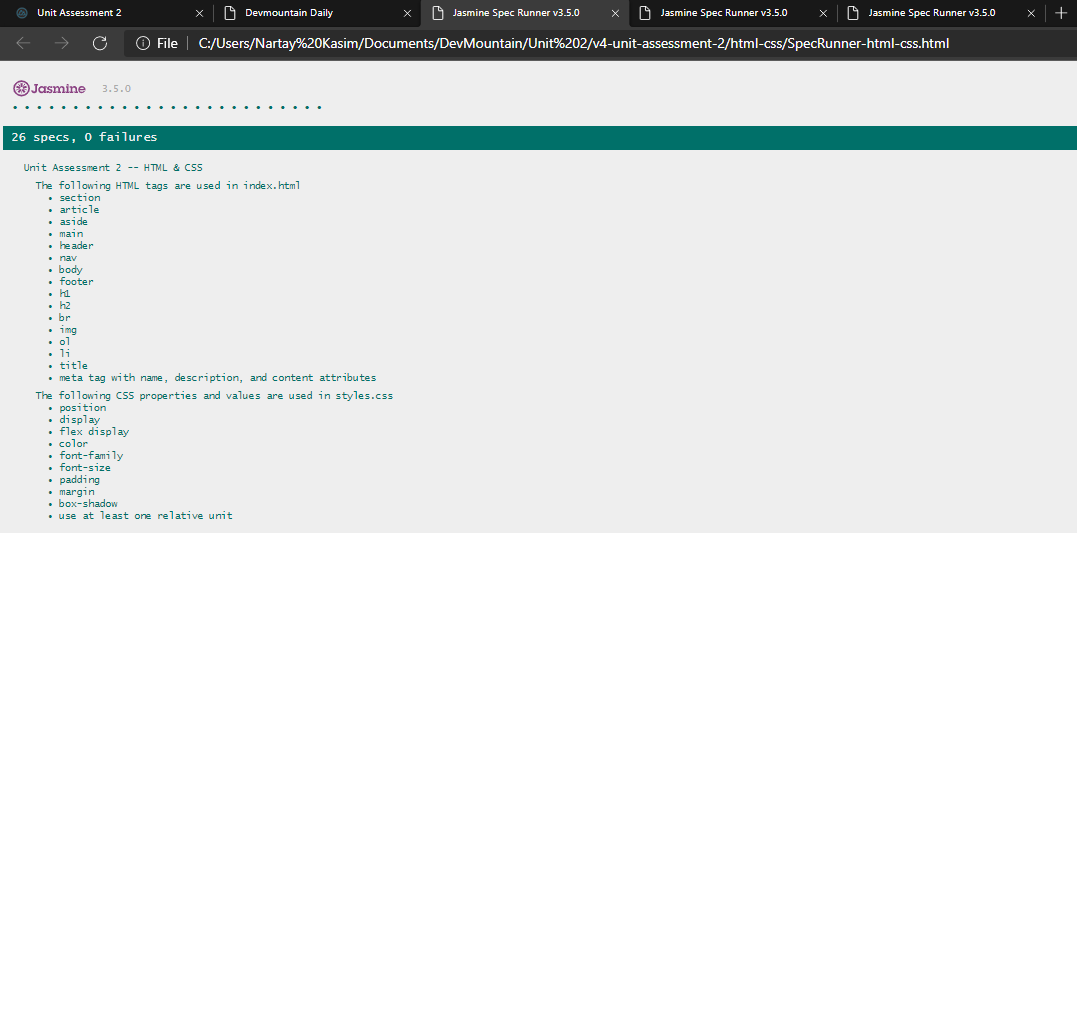 Unit Assessment 2
Devmountain Daily
Jasmine Spec Runner v3.5.0
Jasmine Spec Runner v3.5.0
Jasmine Spec Runner v3.5.0
File
C:/Users/Nartay%20Kasim/Documents/DevMountain/Unit%202/v4-unit-assessment-2/html-css/SpecRunner-html-css.html
Jasmine 3.5.0
26 specs, 0 failures
Unit Assessment 2 -- HTML & CSS
The following HTML tags are used in index.html
• section
• article
• aside
• main
• header
• nav
• body
• footer
• h1
• h2
• br
• img
• ol
• li
• title
• meta tag with name, description, and content attributes
The following CSS properties and values are used in styles.css
• position
• display
• flex display
• color
• font-family
• font-size
• padding
• margin
• box-shadow
• use at least one relative unit